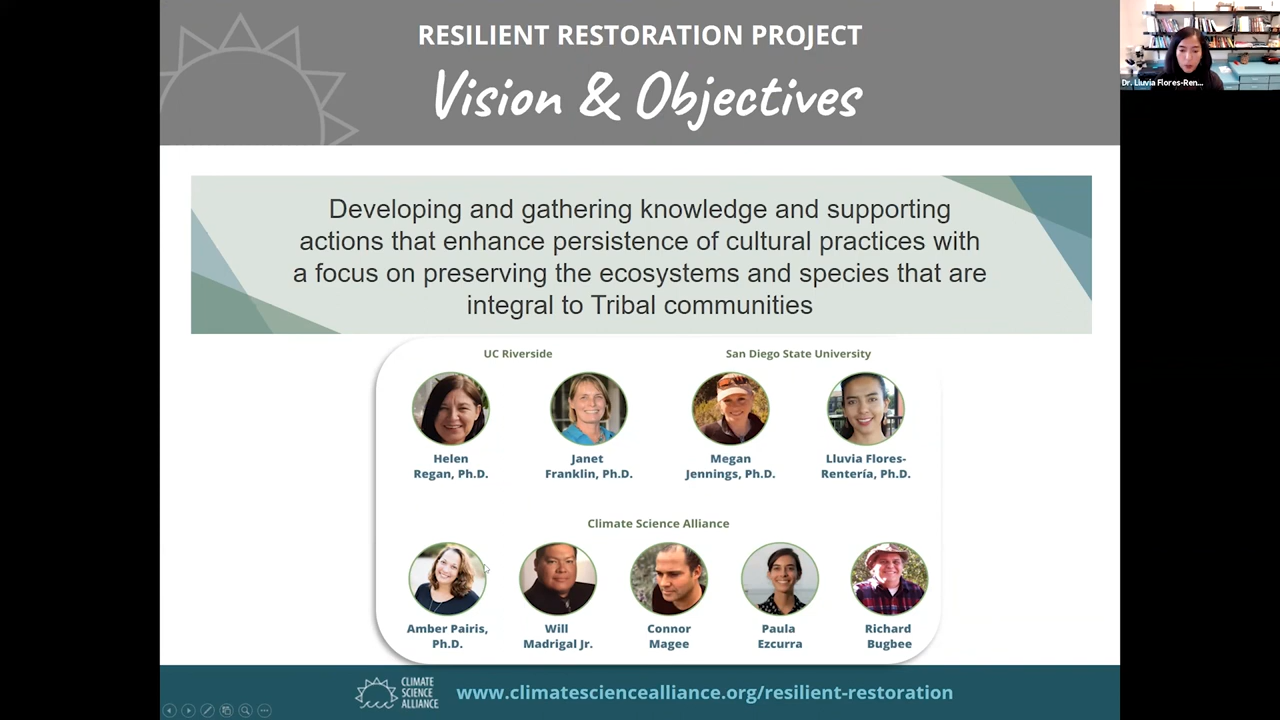 RESILIENT RESTORATION PROJECT
Vision & Objectives
Dr. Lluvia Flores-Ren...
Developing and gathering knowledge and supporting
actions that enhance persistence of cultural practices with
a focus on preserving the ecosystems and species that are
integral to Tribal communities
UC Riverside
San Diego State University
Helen
Regan, Ph.D.
Janet
Franklin, Ph.D.
Megan
Jennings, Ph.D.
Lluvia Flores-
Rentería, Ph.D.
Climate Science Alliance
Amber Pairis,
Ph.D.
Will
Madrigal Jr.
Connor
Magee
Paula
Ezcurra
Richard
Bugbee
CLIMATE
SCIENCE
ALLIANCE
www.climatesciencealliance.org/resilient-restoration